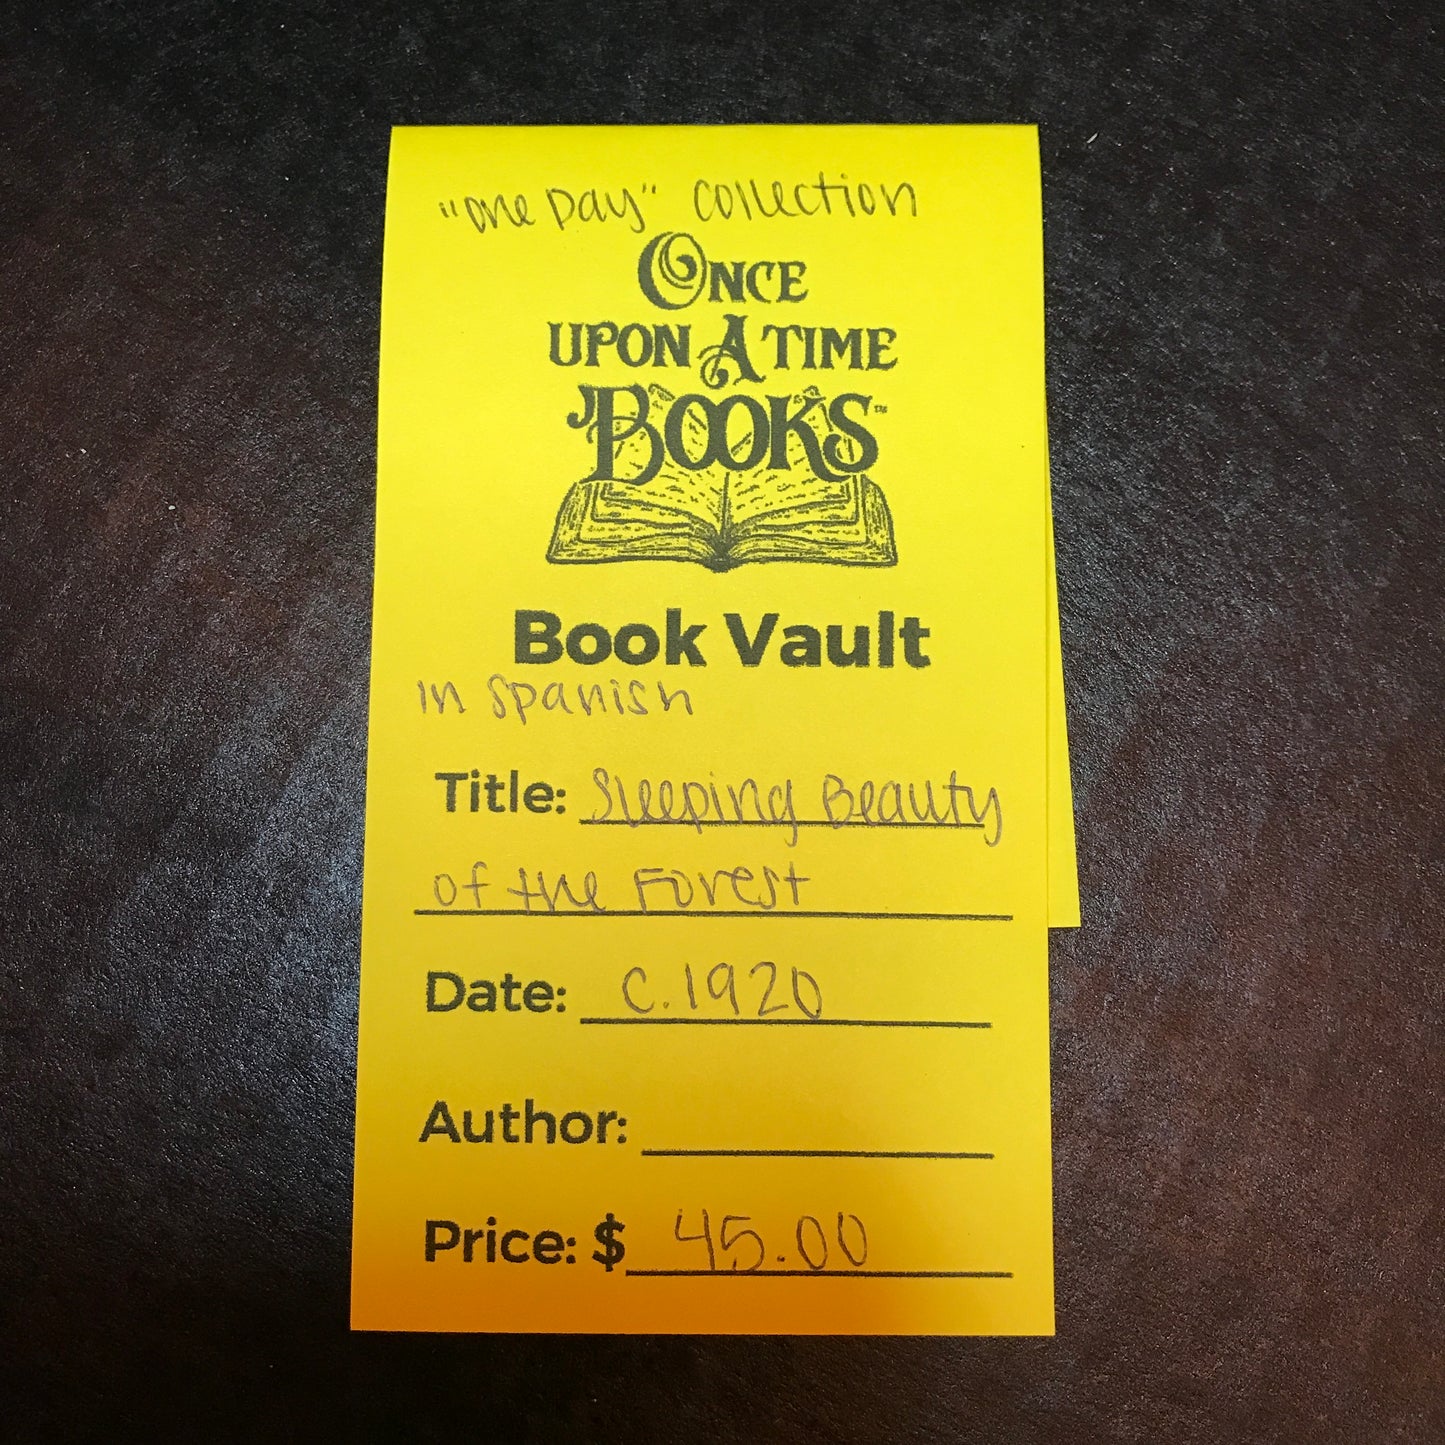 "one Day" collection
ONCE
UPON A TIME
BOOKS™
Book Vault
in Spanish
Title: Sleeping Beauty
of the Forest
Date: c.1920
Author:
Price: $ 45.00